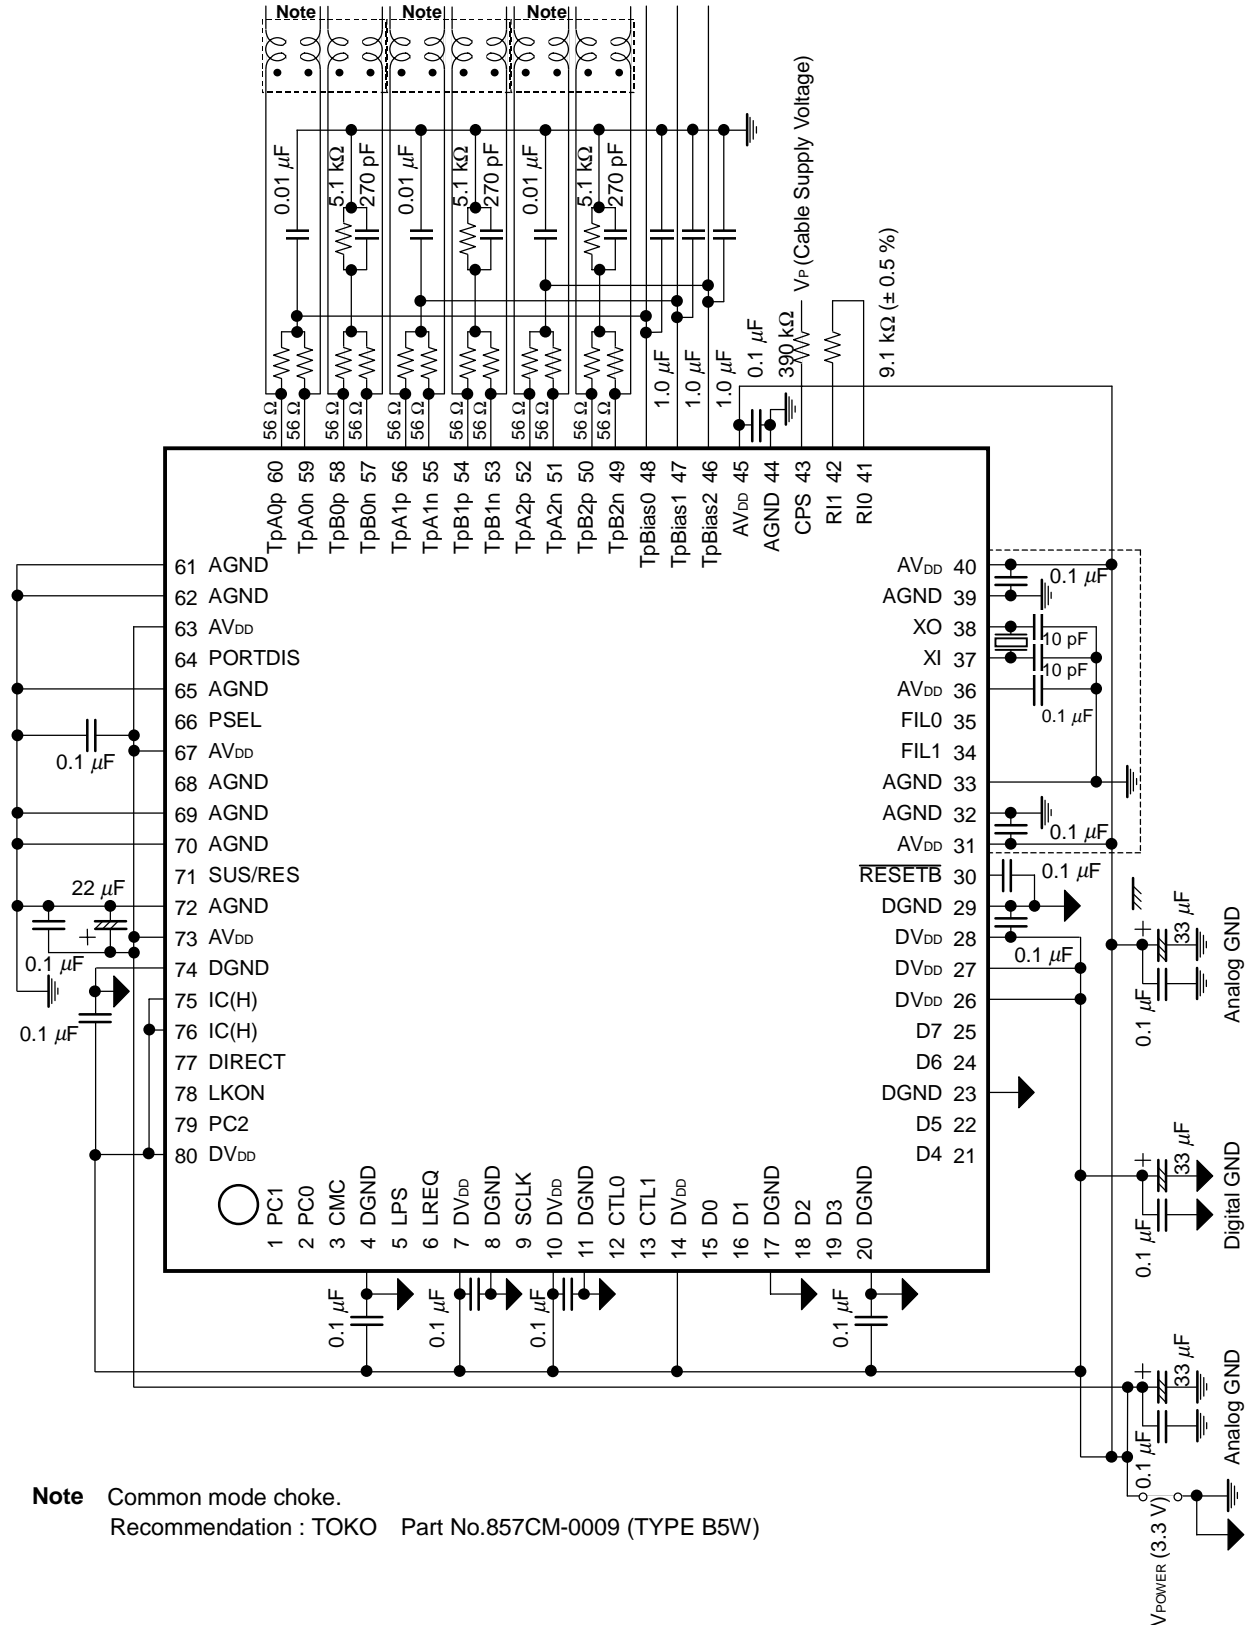 Note Note Note
0.01 µF
5.1 kΩ
270 pF
0.01 µF
5.1 kΩ
270 pF
0.01 µF
5.1 kΩ
270 pF
1.0 µF
1.0 µF
1.0 µF
0.1 µF
390 kΩ
VP (Cable Supply Voltage)
9.1 kΩ (± 0.5 %)
56 Ω
56 Ω
56 Ω
56 Ω
56 Ω
56 Ω
56 Ω
56 Ω
56 Ω
56 Ω
56 Ω
56 Ω
TpA0p 60
TpA0n 59
TpB0p 58
TpB0n 57
TpA1p 56
TpA1n 55
TpB1p 54
TpB1n 53
TpA2p 52
TpA2n 51
TpB2p 50
TpB2n 49
TpBias0 48
TpBias1 47
TpBias2 46
AVDD 45
AGND 44
CPS 43
RI1 42
RI0 41
61 AGND
62 AGND
63 AVDD
64 PORTDIS
65 AGND
66 PSEL
67 AVDD
68 AGND
69 AGND
70 AGND
71 SUS/RES
72 AGND
73 AVDD
74 DGND
75 IC(H)
76 IC(H)
77 DIRECT
78 LKON
79 PC2
80 DVDD
0.1 µF
22 µF
+
0.1 µF
0.1 µF
AVDD 40
AGND 39
XO 38
XI 37
AVDD 36
FIL0 35
FIL1 34
AGND 33
AGND 32
AVDD 31
RESETB 30
DGND 29
DVDD 28
DVDD 27
DVDD 26
D7 25
D6 24
DGND 23
D5 22
D4 21
0.1 µF
10 pF
10 pF
0.1 µF
0.1 µF
0.1 µF
0.1 µF
1 PC1
2 PC0
3 CMC
4 DGND
5 LPS
6 LREQ
7 DVDD
8 DGND
9 SCLK
10 DVDD
11 DGND
12 CTL0
13 CTL1
14 DVDD
15 D0
16 D1
17 DGND
18 D2
19 D3
20 DGND
0.1 µF
0.1 µF
0.1 µF
0.1 µF
+
33 µF
0.1 µF
Analog GND
+
33 µF
0.1 µF
Digital GND
+
33 µF
0.1 µF
Analog GND
VPOWER (3.3 V)
Note Common mode choke.
Recommendation : TOKO Part No.857CM-0009 (TYPE B5W)